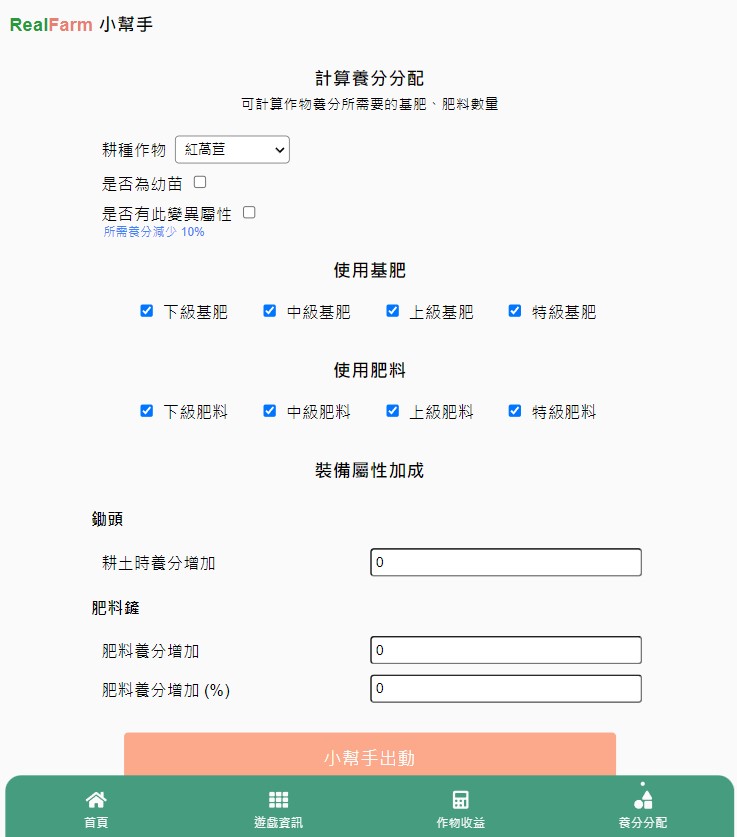 RealFarm 小幫手
計算養分分配
可計算作物養分所需要的基肥、肥料數量
耕種作物 紅萵苣
是否為幼苗
是否有此變異屬性
所需養分減少 10%
使用基肥
下級基肥 中級基肥 上級基肥 特級基肥
使用肥料
下級肥料 中級肥料 上級肥料 特級肥料
裝備屬性加成
鋤頭
耕土時養分增加 0
肥料鏟
肥料養分增加 0
肥料養分增加 (%) 0
小幫手出動
首頁 遊戲資訊 作物收益 養分分配